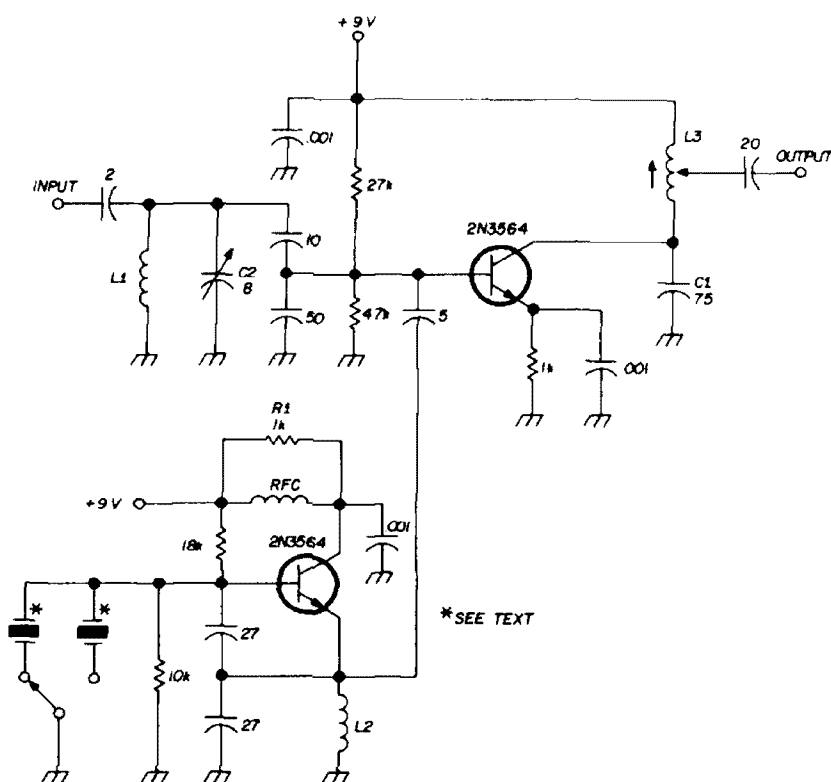 +9V
.001
L3
20
OUTPUT
INPUT
2
27k
2N3564
10
L1
C2
8
C1
75
50
47k
5
1k
.001
R1
1k
RFC
+9V
18k
2N3564
.001
*
*
27
*SEE TEXT
10k
27
L2